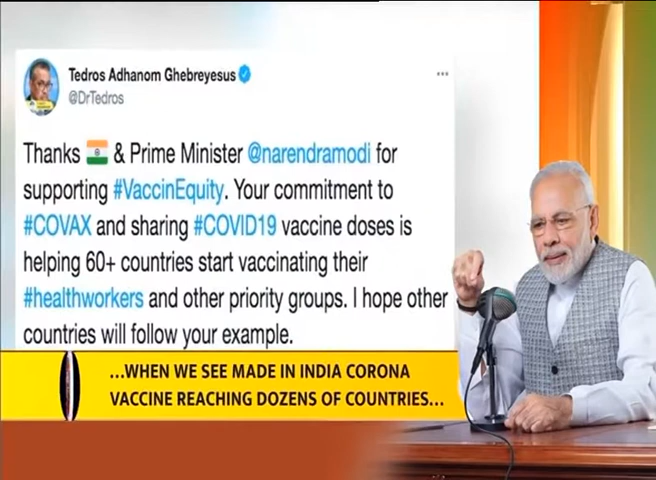 Tedros Adhanom Ghebreyesus
@DrTedros
Thanks 🇮🇳 & Prime Minister @narendramodi for
supporting #VaccinEquity. Your commitment to
#COVAX and sharing #COVID19 vaccine doses is
helping 60+ countries start vaccinating their
#healthworkers and other priority groups. I hope other
countries will follow your example.
...WHEN WE SEE MADE IN INDIA CORONA
VACCINE REACHING DOZENS OF COUNTRIES...